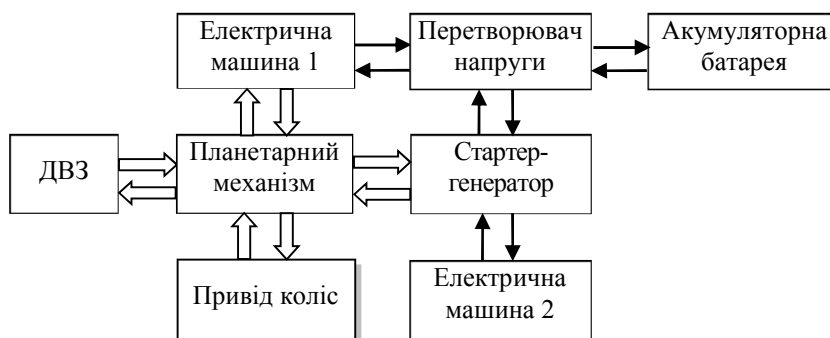 Електрична
машина 1
Перетворювач
напруги
Акумуляторна
батарея
ДВЗ
Планетарний
механізм
Стартер-
генератор
Привід коліс
Електрична
машина 2